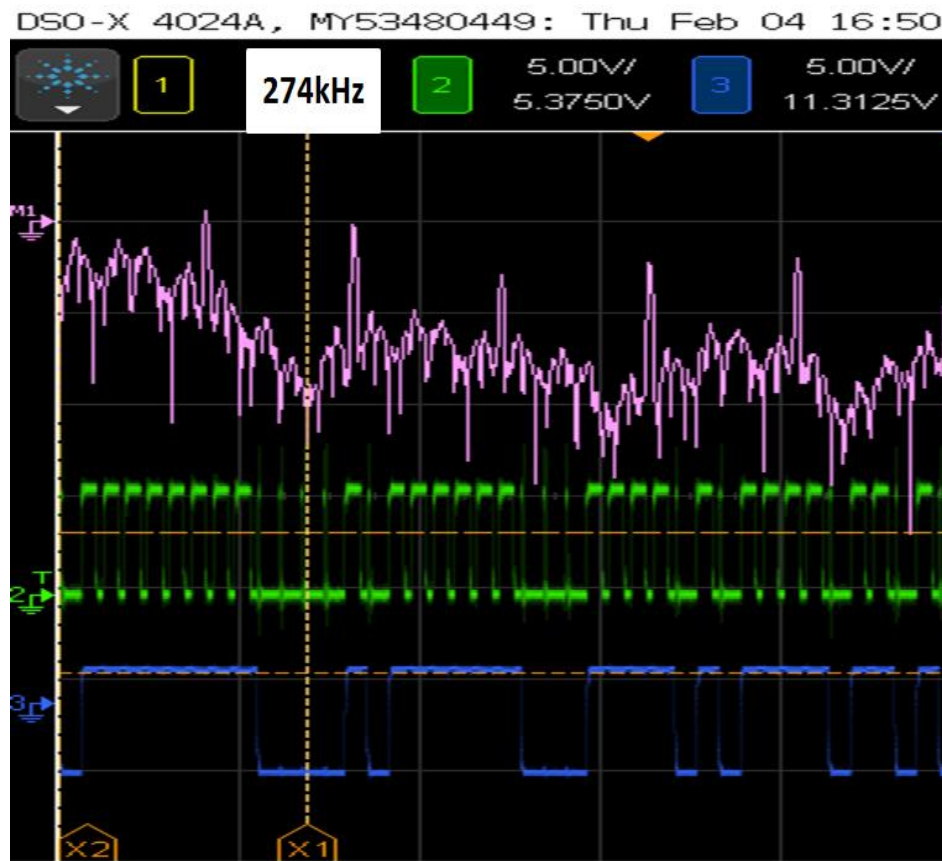 DSO-X 4024A, MY53480449: Thu Feb 04 16:50
1 274kHz 2 5.00V/ 5.3750V 3 5.00V/ 11.3125V
M1
T
2
3
X2 X1